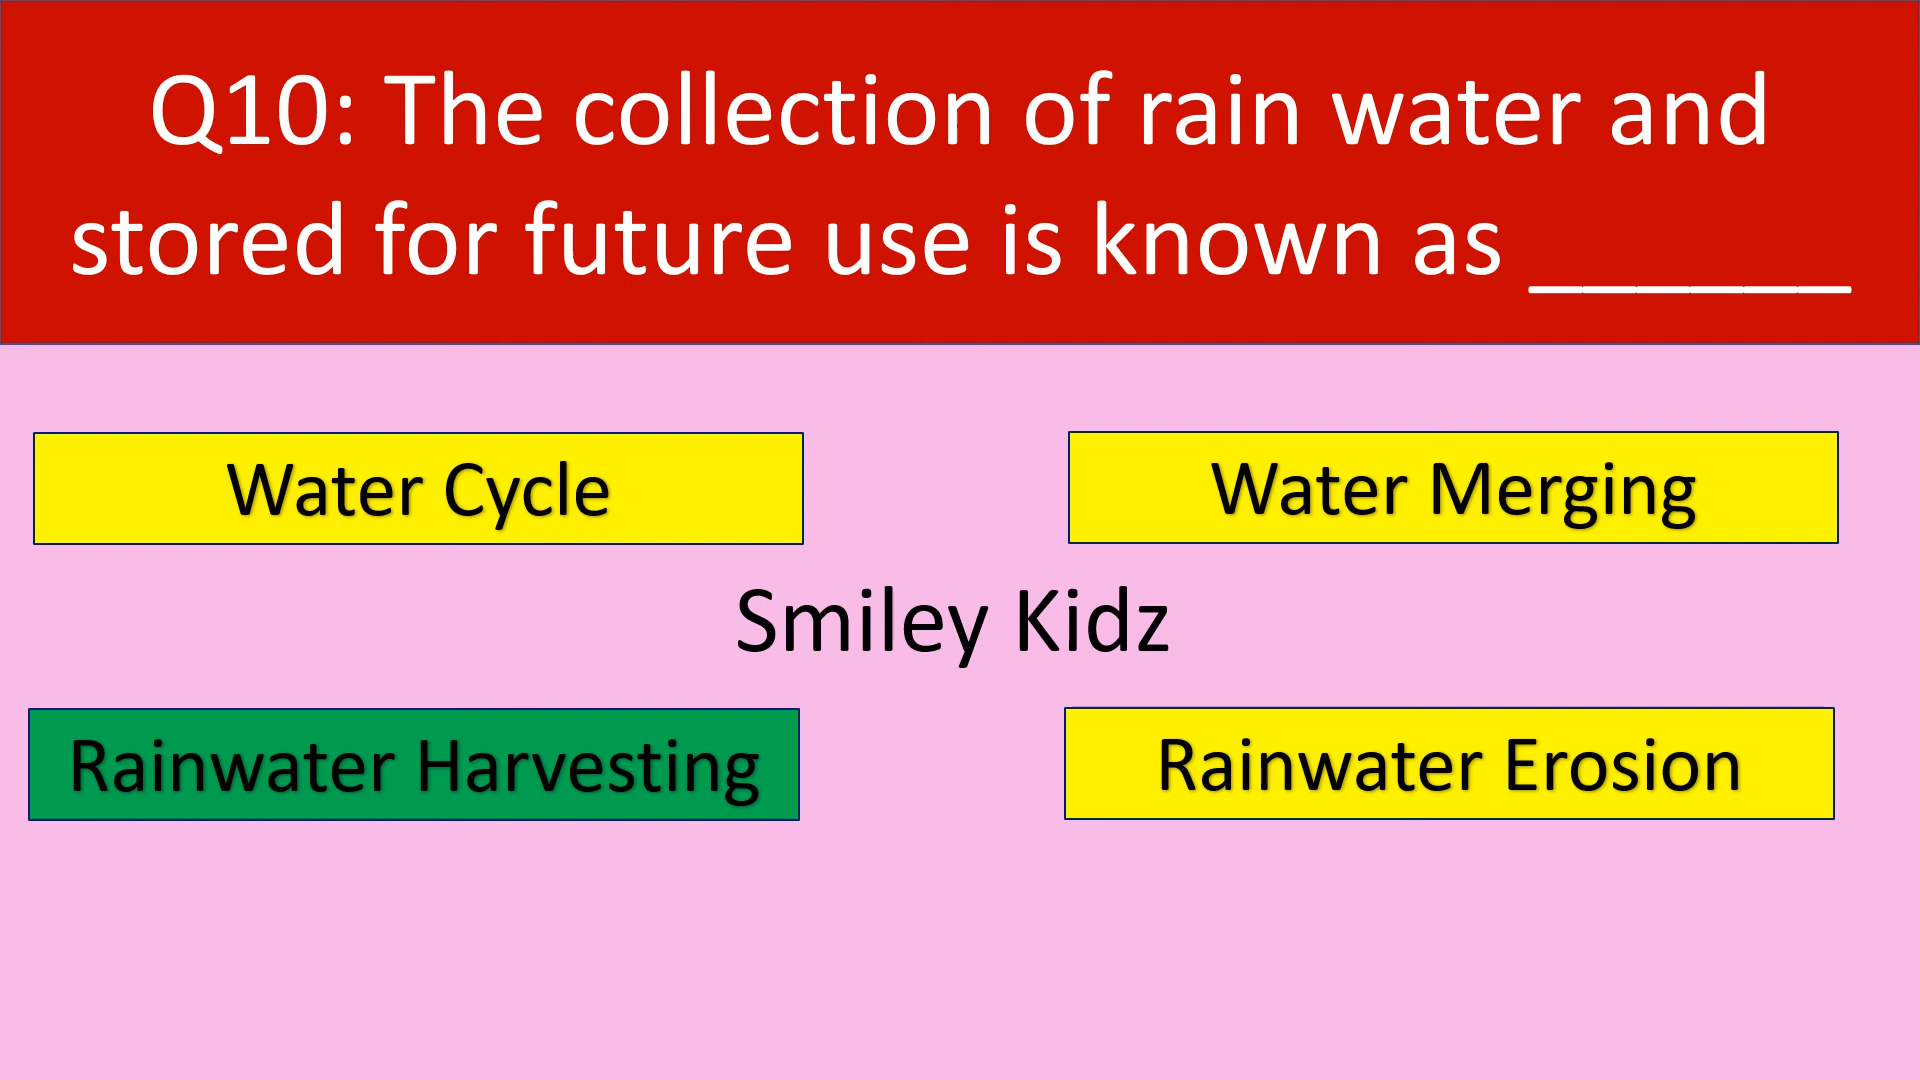 Q10: The collection of rain water and
stored for future use is known as ______
Water Cycle
Water Merging
Smiley Kidz
Rainwater Harvesting
Rainwater Erosion